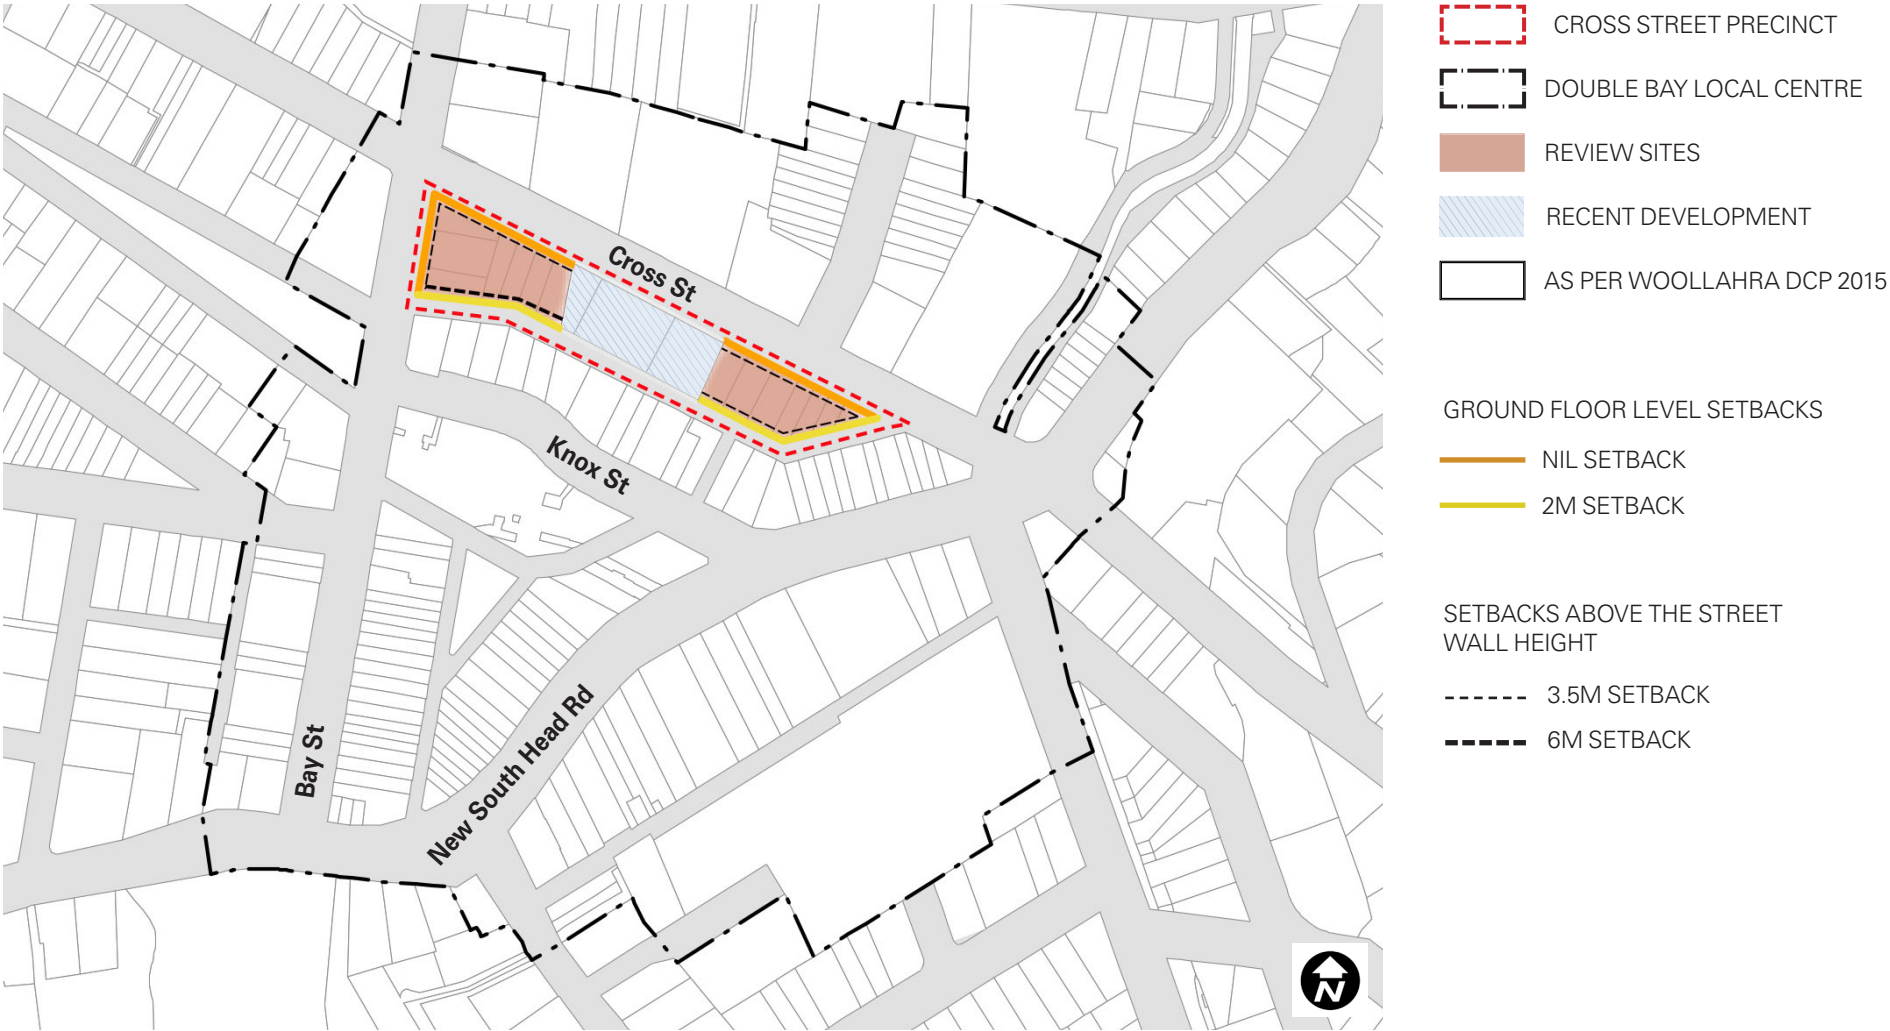 CROSS STREET PRECINCT
DOUBLE BAY LOCAL CENTRE
REVIEW SITES
RECENT DEVELOPMENT
AS PER WOOLLAHRA DCP 2015
GROUND FLOOR LEVEL SETBACKS
NIL SETBACK
2M SETBACK
SETBACKS ABOVE THE STREET
WALL HEIGHT
3.5M SETBACK
6M SETBACK
Cross St
Knox St
New South Head Rd
Bay St
N